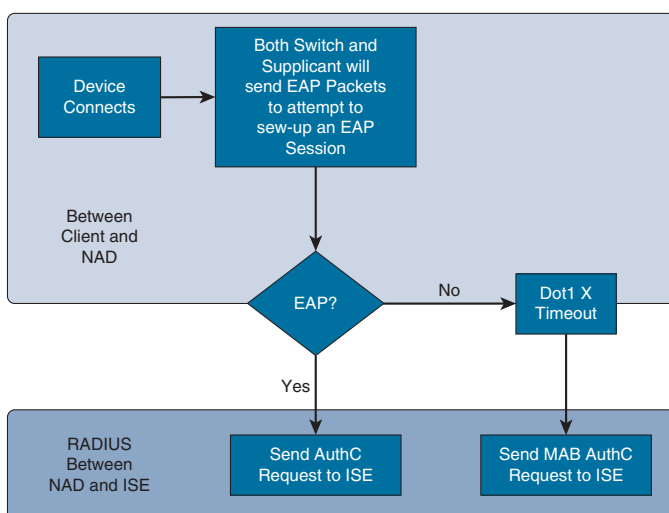 Device
Connects
Both Switch and
Supplicant will
send EAP Packets
to attempt to
sew-up an EAP
Session
Between
Client and
NAD
EAP?
No
Dot1 X
Timeout
Yes
RADIUS
Between
NAD and ISE
Send AuthC
Request to ISE
Send MAB AuthC
Request to ISE